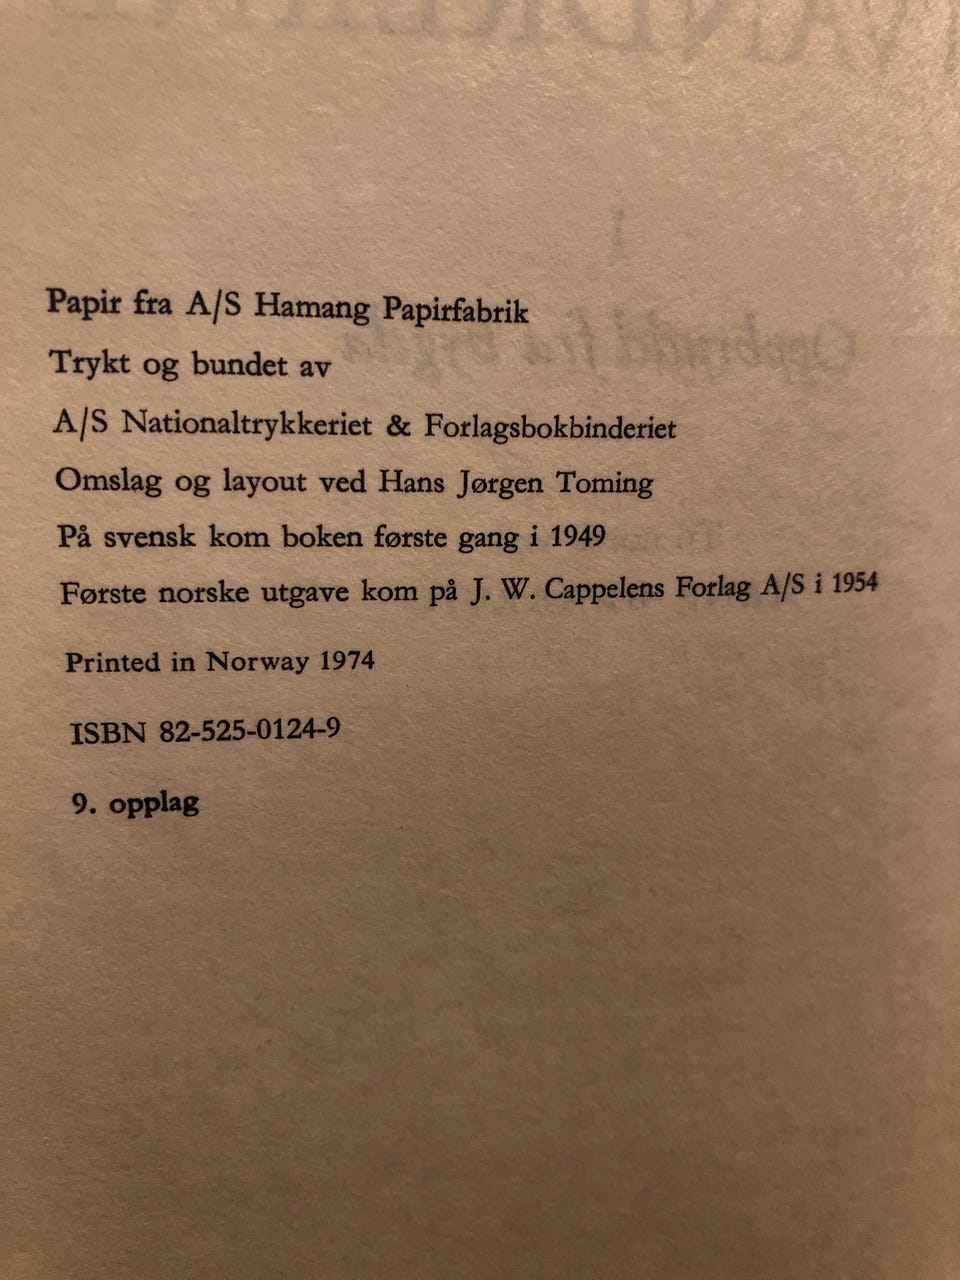 Papir fra A/S Hamang Papirfabrik
Trykt og bundet av
A/S Nationaltrykkeriet & Forlagsbokbinderiet
Omslag og layout ved Hans Jørgen Toming
På svensk kom boken første gang i 1949
Første norske utgave kom på J. W. Cappelens Forlag A/S i 1954
Printed in Norway 1974
ISBN 82-525-0124-9
9. opplag